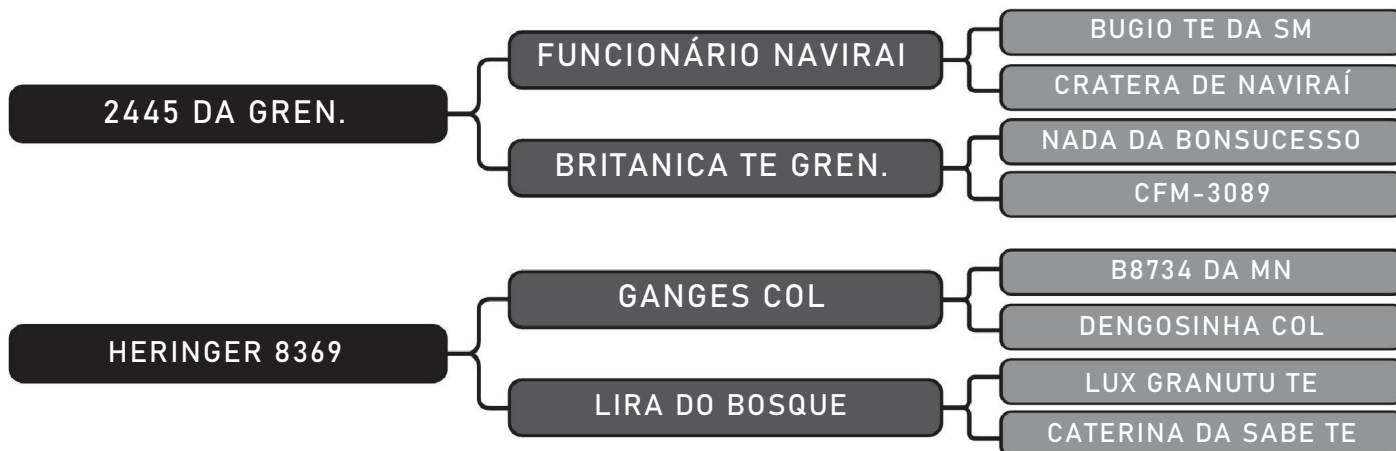 BUGIO TE DA SM
FUNCIONÁRIO NAVIRAI
CRATERA DE NAVIRAÍ
2445 DA GREN.
NADA DA BONSUCESSO
BRITANICA TE GREN.
CFM-3089
B8734 DA MN
GANGES COL
DENGOSINHA COL
HERINGER 8369
LUX GRANUTU TE
LIRA DO BOSQUE
CATERINA DA SABE TE